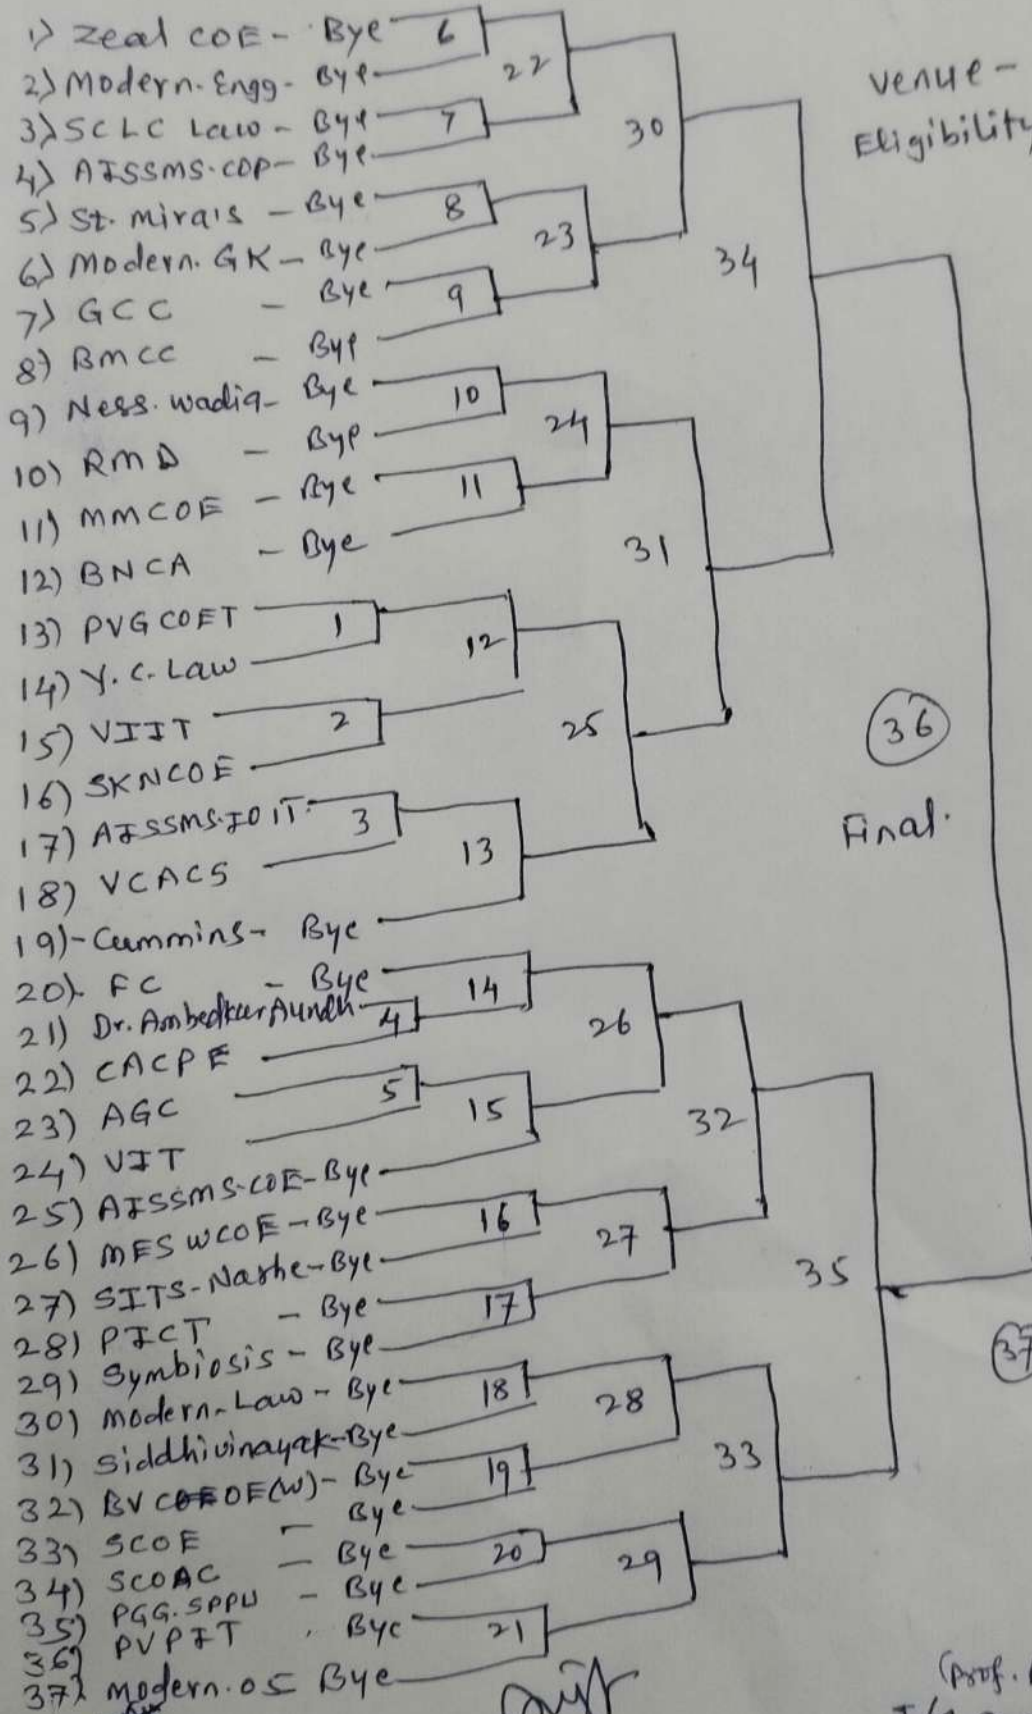 1) Zeal COE - Bye 6
2) Modern. Engg - Bye 22
Venue -
3) SCLC Law - Bye 7
30
Eligibility
4) AISSMS.COP - Bye
5) St. mira's - Bye 8
23
34
6) Modern. GK - Bye
7) GCC - Bye 9
8) BMCC - Bye
9) Ness. wadia - Bye 10
24
10) RMD - Bye
11) MMCOE - Bye 11
31
12) BNCA - Bye
13) PVGCOET 1
12
14) Y.C. Law
15) VIIT 2
25
36
16) SKNCOE
17) AISSMS.IOIT 3
13
Final.
18) VCACS
19) - Cummins - Bye
20) FC - Bye 14
26
21) Dr. Ambedkar Aundh 4
22) CACPE
23) AGC 5
15
32
24) VIT
25) AISSMS-COE - Bye
26) MES WCOE - Bye 16
27
35
27) SITS - Narhe - Bye
28) PICT - Bye 17
37
29) Symbiosis - Bye
30) modern - Law - Bye 18
28
31) Siddhivinayak - Bye
33
32) BVCOE(W) - Bye 19
33) SCOE - Bye
34) SCOAC - Bye 20
29
35) PGG. SPPU - Bye
36) PVPIT . Bye 21
37) modern. OS Bye
(Prof.